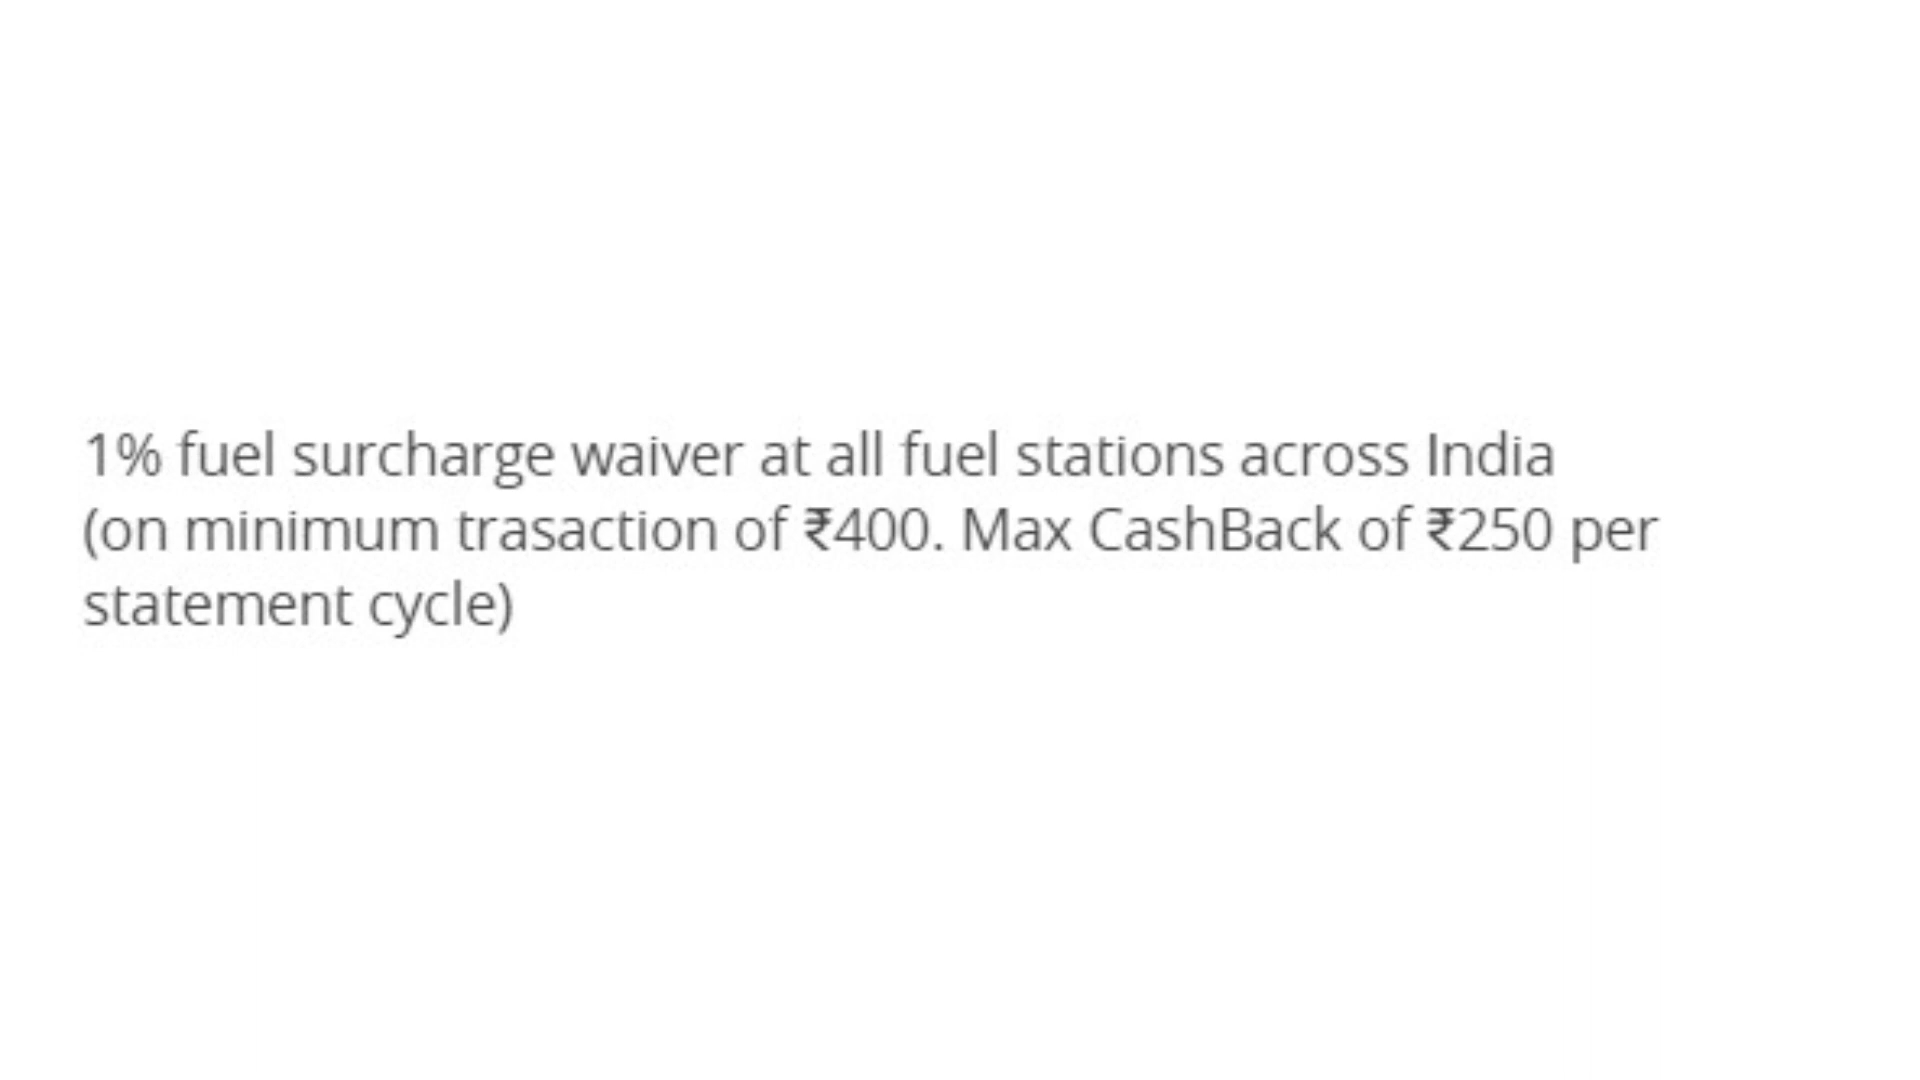 1% fuel surcharge waiver at all fuel stations across India
(on minimum trasaction of ₹400. Max CashBack of ₹250 per
statement cycle)